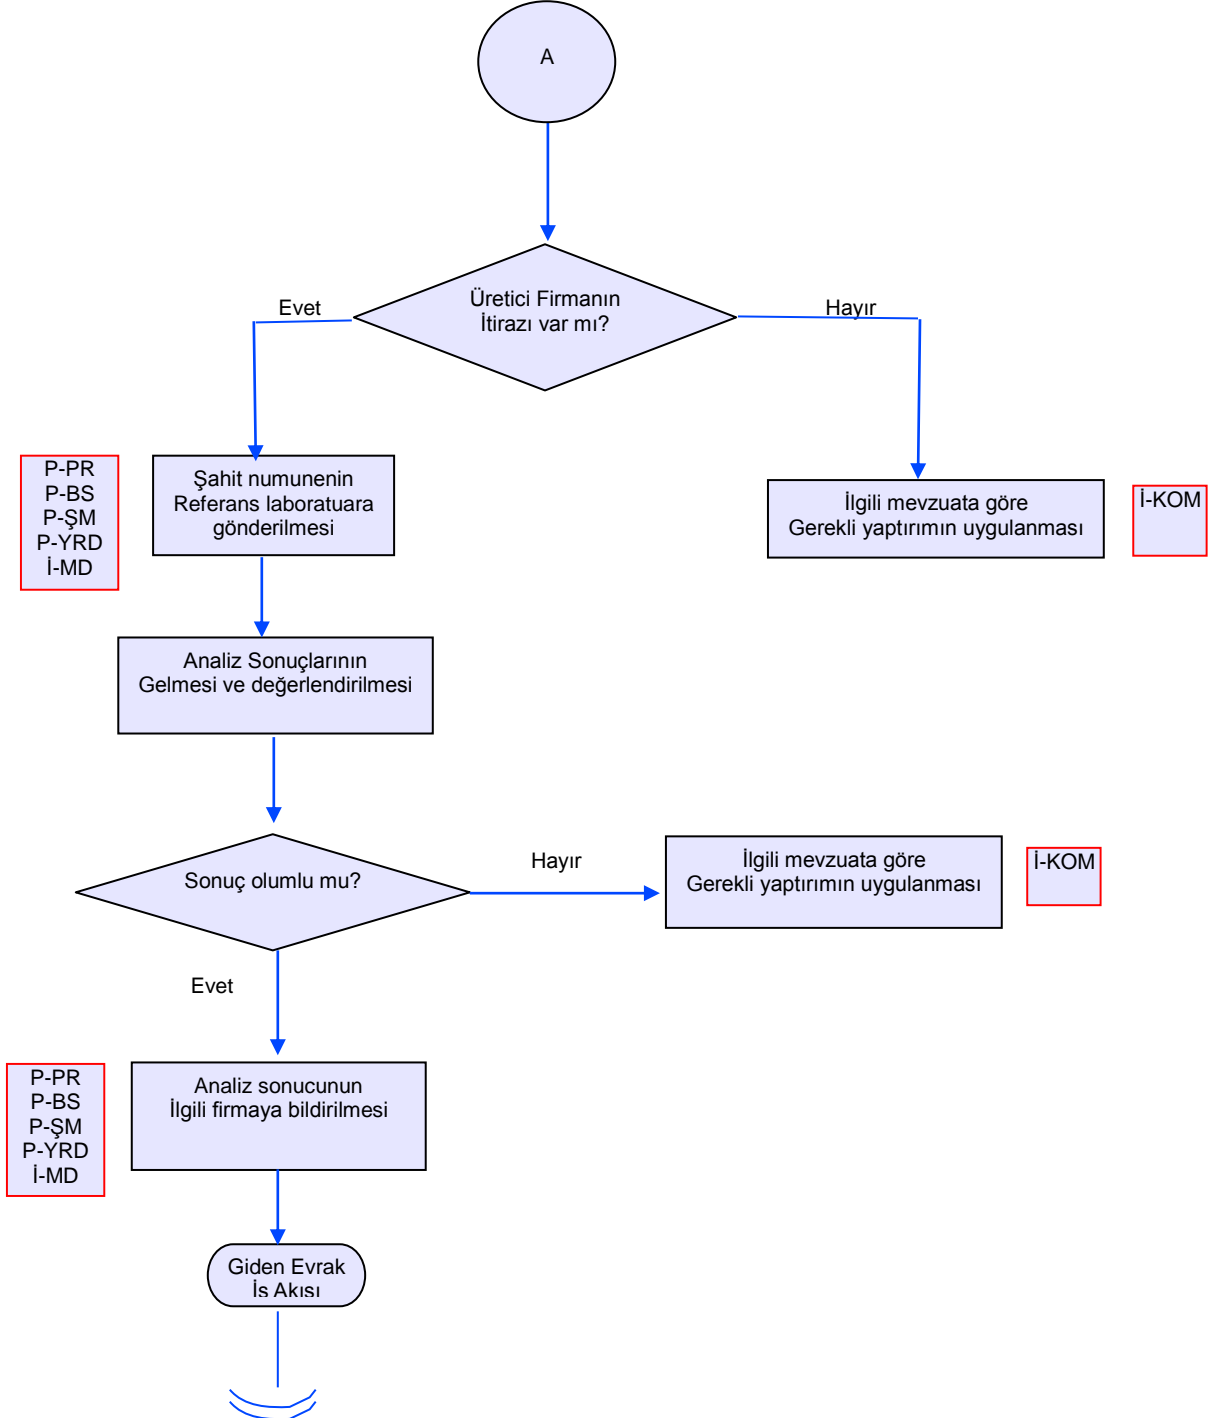 A
Üretici Firmanın
İtirazı var mı?
Evet
Hayır
P-PR
P-BS
P-ŞM
P-YRD
İ-MD
Şahit numunenin
Referans laboratuara
gönderilmesi
İlgili mevzuata göre
Gerekli yaptırımın uygulanması
İ-KOM
Analiz Sonuçlarının
Gelmesi ve değerlendirilmesi
Sonuç olumlu mu?
Hayır
İlgili mevzuata göre
Gerekli yaptırımın uygulanması
İ-KOM
Evet
P-PR
P-BS
P-ŞM
P-YRD
İ-MD
Analiz sonucunun
İlgili firmaya bildirilmesi
Giden Evrak
İş Akışı